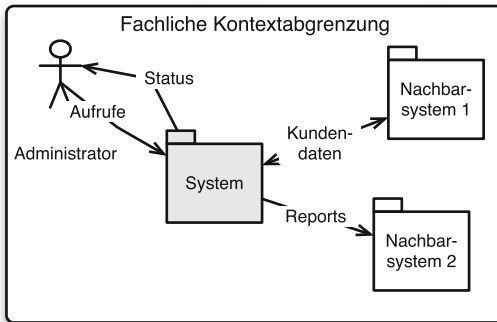 Fachliche Kontextabgrenzung
Status
Aufrufe
Administrator
System
Kunden-
daten
Reports
Nachbar-
system 1
Nachbar-
system 2